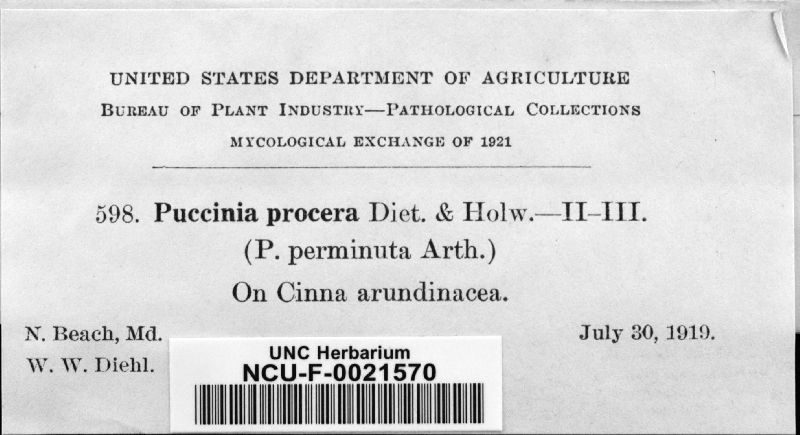 UNITED STATES DEPARTMENT OF AGRICULTURE
BUREAU OF PLANT INDUSTRY—PATHOLOGICAL COLLECTIONS
MYCOLOGICAL EXCHANGE OF 1921
598. Puccinia procera Diet. & Holw.—II–III.
(P. perminuta Arth.)
On Cinna arundinacea.
N. Beach, Md.
July 30, 1919.
W. W. Diehl.
UNC Herbarium
NCU-F-0021570